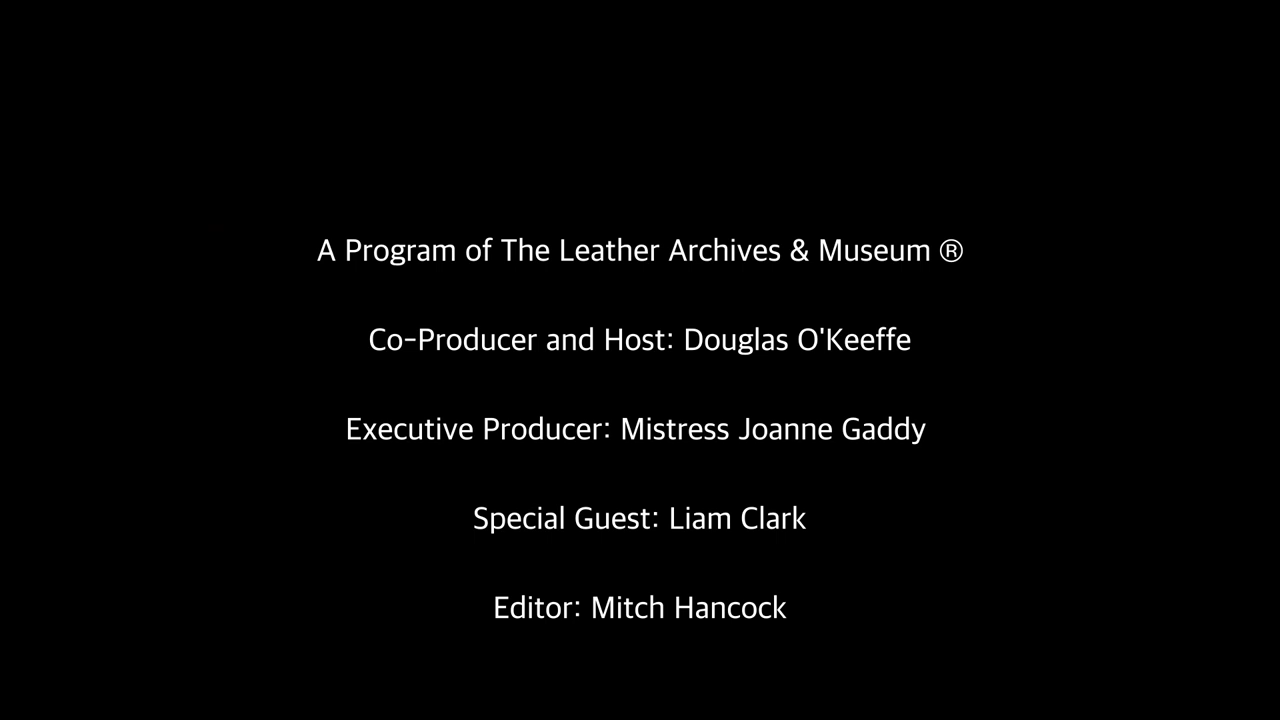 A Program of The Leather Archives & Museum ®
Co-Producer and Host: Douglas O'Keeffe
Executive Producer: Mistress Joanne Gaddy
Special Guest: Liam Clark
Editor: Mitch Hancock